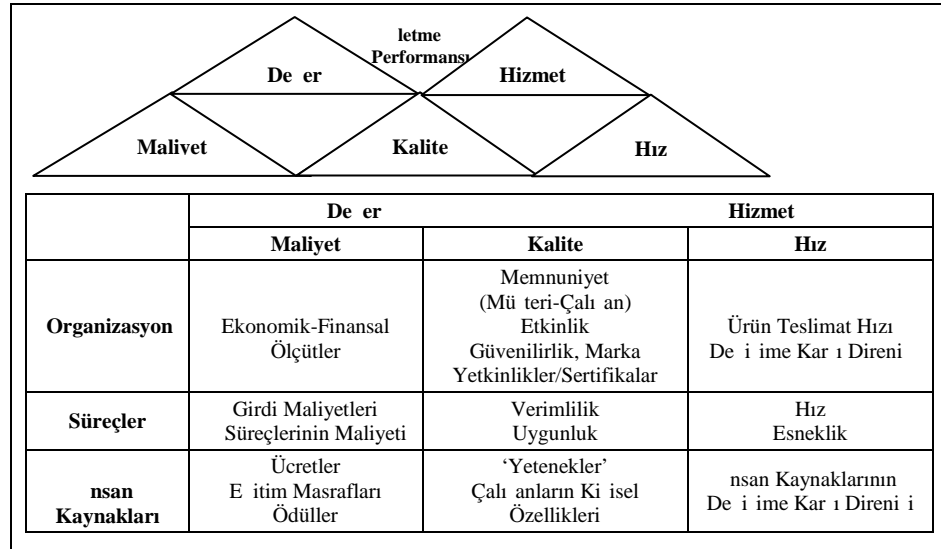 letme
Performansı
De er
Hizmet
Maliyet
Kalite
Hız
De er
Hizmet
Maliyet
Kalite
Hız
Organizasyon
Ekonomik-Finansal
Ölçütler
Memnuniyet
(Mü teri-Çalı an)
Etkinlik
Güvenilirlik, Marka
Yetkinlikler/Sertifikalar
Ürün Teslimat Hızı
De i ime Kar ı Direni
Süreçler
Girdi Maliyetleri
Süreçlerinin Maliyeti
Verimlilik
Uygunluk
Hız
Esneklik
nsan
Kaynakları
Ücretler
E itim Masrafları
Ödüller
‘Yetenekler’
Çalı anların Ki isel
Özellikleri
nsan Kaynaklarının
De i ime Kar ı Direni i